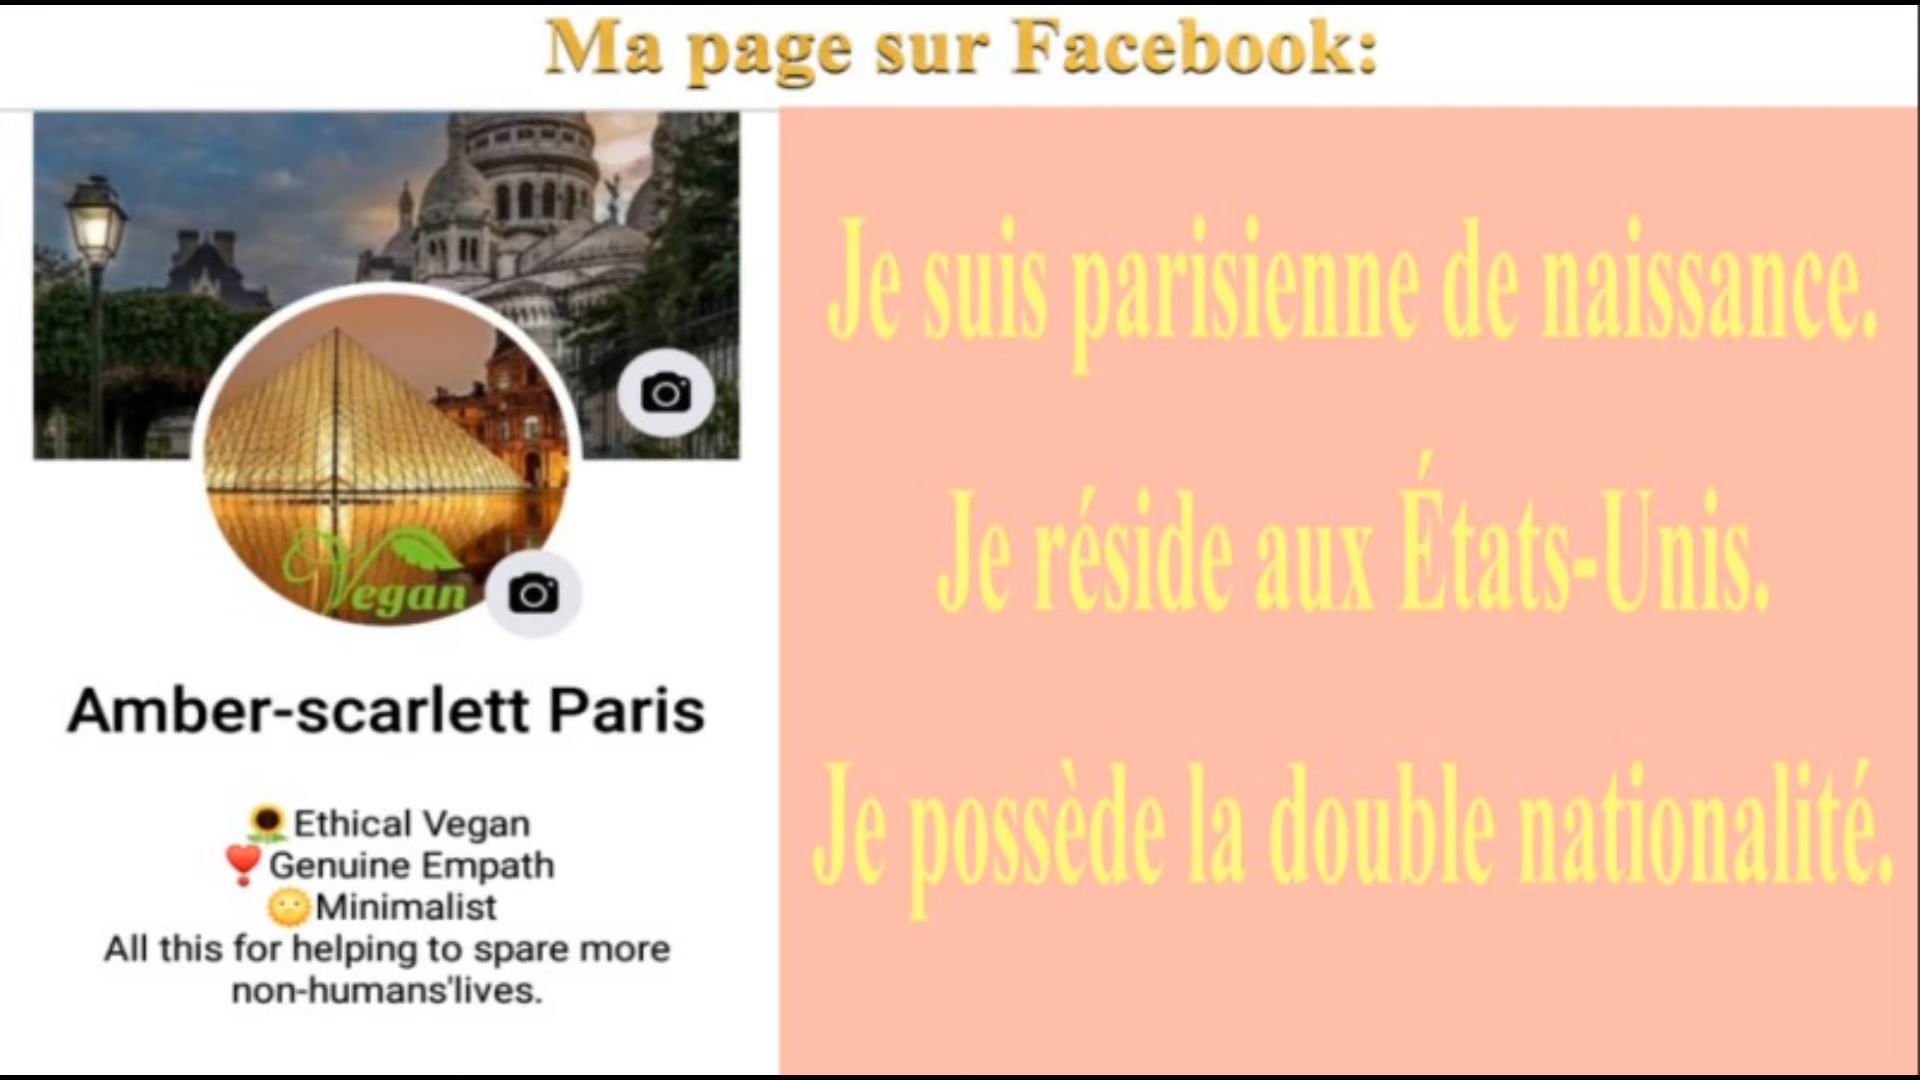 Ma page sur Facebook:
Vegan
Amber-scarlett Paris
🌻Ethical Vegan
❣️Genuine Empath
🌝Minimalist
All this for helping to spare more
non-humans'lives.
Je suis parisienne de naissance.
Je réside aux États-Unis.
Je possède la double nationalité.